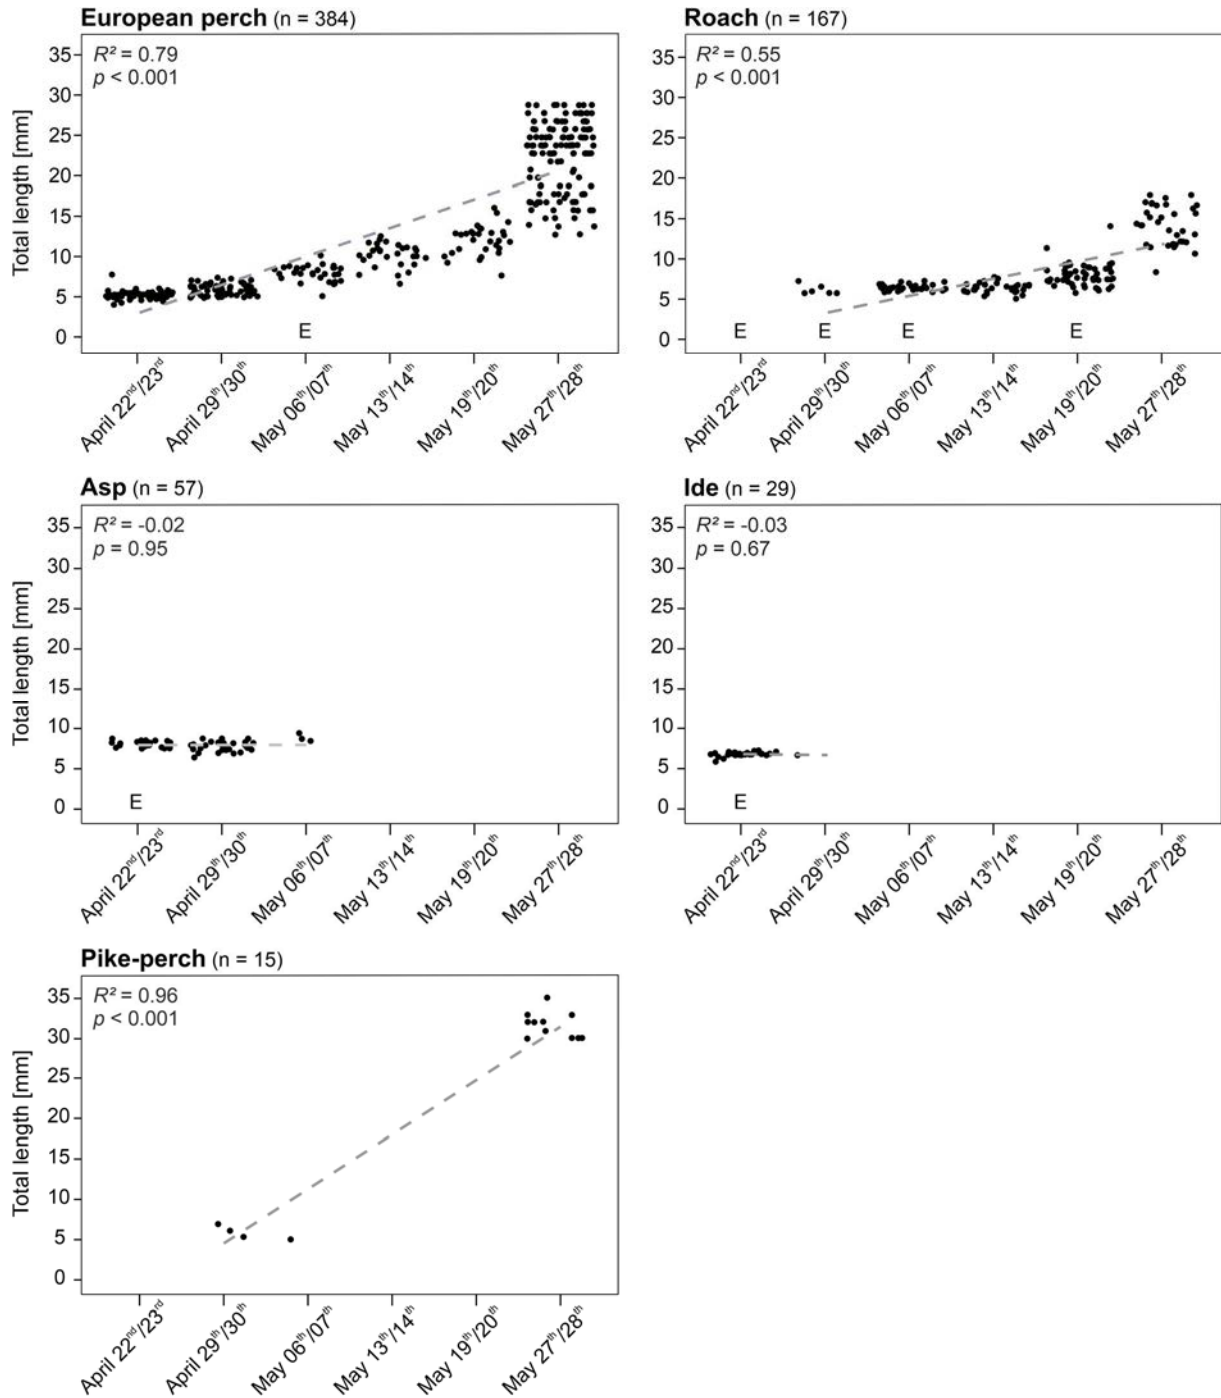 European perch (n = 384)
R² = 0.79
p < 0.001
Total length [mm]
35
30
25
20
15
10
5
0
E
April 22nd/23rd
April 29th/30th
May 06th/07th
May 13th/14th
May 19th/20th
May 27th/28th
Roach (n = 167)
R² = 0.55
p < 0.001
35
30
25
20
15
10
5
0
E
E
E
E
April 22nd/23rd
April 29th/30th
May 06th/07th
May 13th/14th
May 19th/20th
May 27th/28th
Asp (n = 57)
R² = -0.02
p = 0.95
Total length [mm]
35
30
25
20
15
10
5
0
E
April 22nd/23rd
April 29th/30th
May 06th/07th
May 13th/14th
May 19th/20th
May 27th/28th
Ide (n = 29)
R² = -0.03
p = 0.67
35
30
25
20
15
10
5
0
E
April 22nd/23rd
April 29th/30th
May 06th/07th
May 13th/14th
May 19th/20th
May 27th/28th
Pike-perch (n = 15)
R² = 0.96
p < 0.001
Total length [mm]
35
30
25
20
15
10
5
0
April 22nd/23rd
April 29th/30th
May 06th/07th
May 13th/14th
May 19th/20th
May 27th/28th